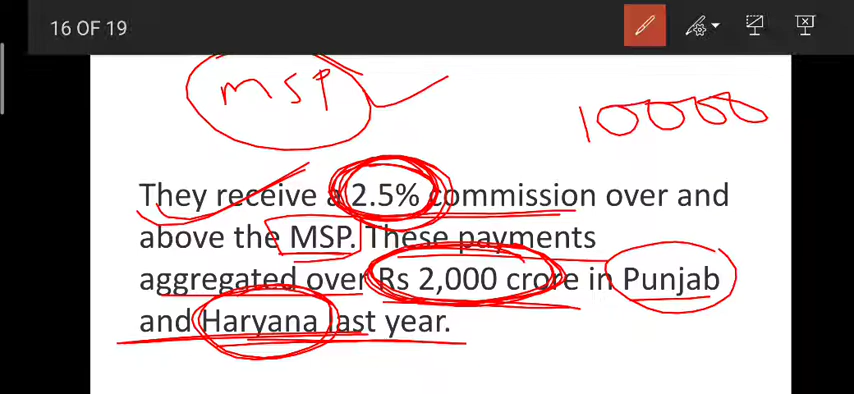 16 OF 19
MSP
10000
They receive a 2.5% commission over and
above the MSP. These payments
aggregated over Rs 2,000 crore in Punjab
and Haryana last year.